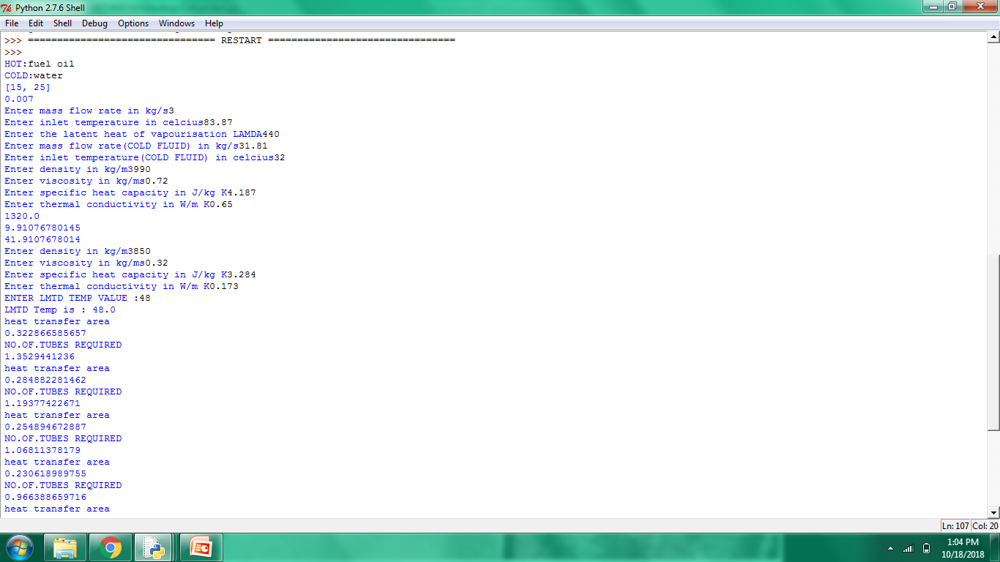 Python 2.7.6 Shell
File Edit Shell Debug Options Windows Help
>>> ================================ RESTART ================================
>>>
HOT:fuel oil
COLD:water
[15, 25]
0.007
Enter mass flow rate in kg/s3
Enter inlet temperature in celcius83.87
Enter the latent heat of vapourisation LAMDA440
Enter mass flow rate(COLD FLUID) in kg/s31.81
Enter inlet temperature(COLD FLUID) in celcius32
Enter density in kg/m3990
Enter viscosity in kg/ms0.72
Enter specific heat capacity in J/kg K4.187
Enter thermal conductivity in W/m K0.65
1320.0
9.91076780145
41.9107678014
Enter density in kg/m3850
Enter viscosity in kg/ms0.32
Enter specific heat capacity in J/kg K3.284
Enter thermal conductivity in W/m K0.173
ENTER LMTD TEMP VALUE :48
LMTD Temp is : 48.0
heat transfer area
0.322866585657
NO.OF.TUBES REQUIRED
1.3529441236
heat transfer area
0.284882281462
NO.OF.TUBES REQUIRED
1.19377422671
heat transfer area
0.254894672887
NO.OF.TUBES REQUIRED
1.06811378179
heat transfer area
0.230618989755
NO.OF.TUBES REQUIRED
0.966388659716
heat transfer area
Ln: 107 Col: 20
1:04 PM
10/18/2018